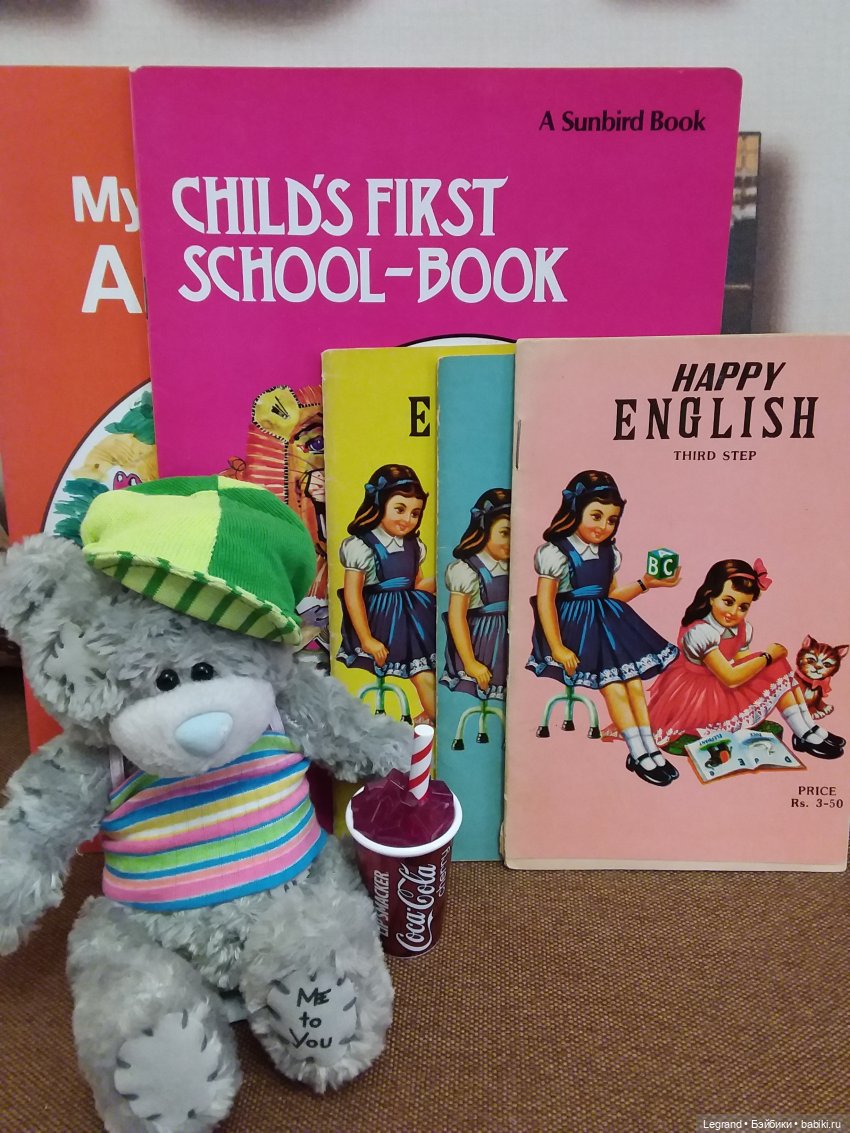 A Sunbird Book
My
CHILD'S FIRST
SCHOOL-BOOK
A
HAPPY
ENGLISH
THIRD STEP
E
B C
ELEPHANT
PRICE
Rs. 3-50
LIP SMACKER
Coca-Cola
cherry
ME
to
You
Legrand • Бэйбики • babiki.ru